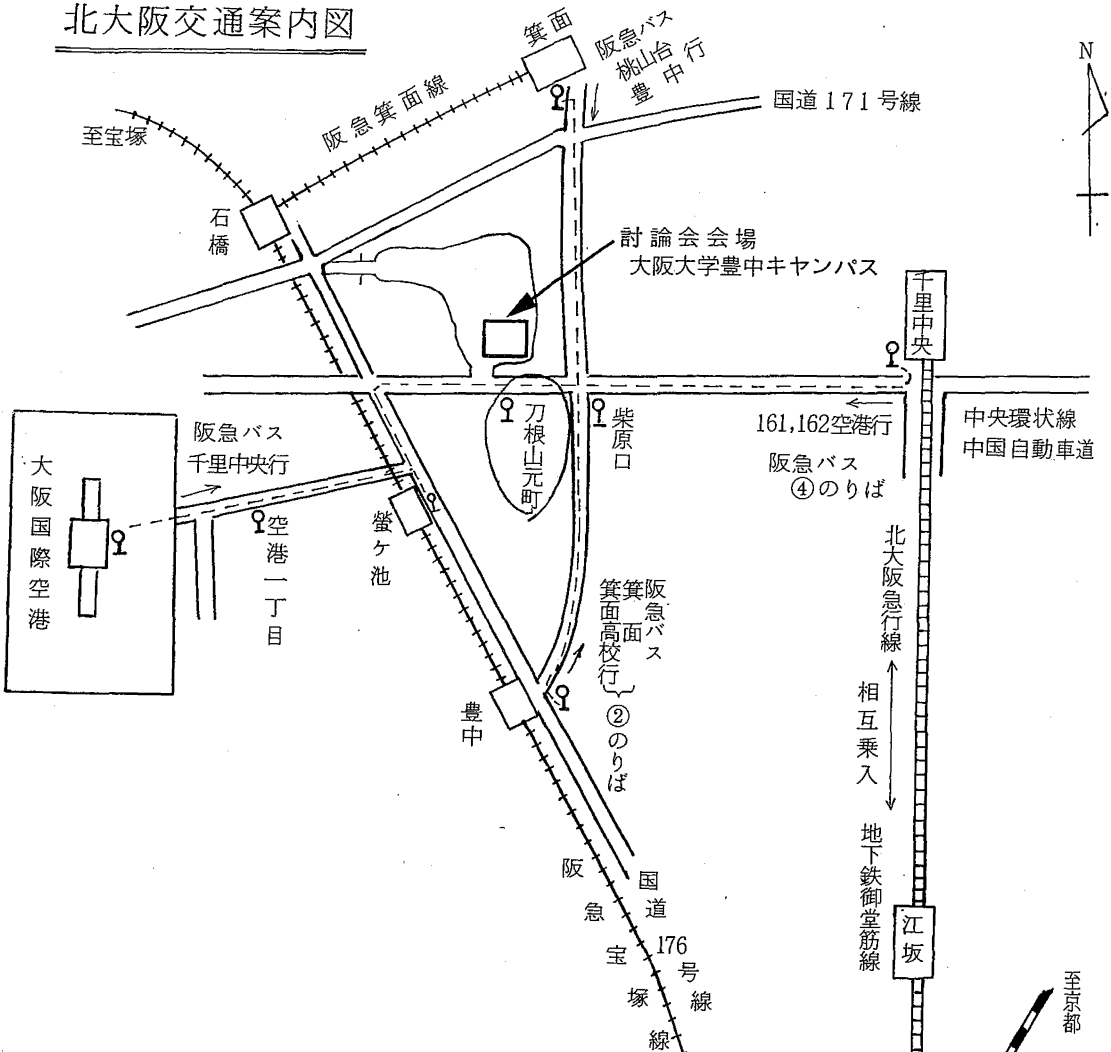 北大阪交通案内図
箕面
阪急バス
桃山台
豊中行
N
国道171号線
阪急箕面線
至宝塚
石橋
討論会会場
大阪大学豊中キヤンパス
千里中央
刀根山元町
柴原口
161,162空港行
中央環状線
中国自動車道
阪急バス
④のりば
阪急バス
千里中央行
大阪国際空港
空港一丁目
螢ケ池
北大阪急行線
阪急バス
箕面
箕面高校行
②のりば
豊中
相互乗入
地下鉄御堂筋線
江坂
阪急宝塚線
国道176号線
至京都